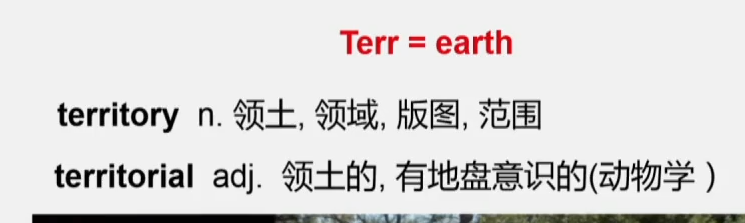 Terr = earth
territory n. 领土, 领域, 版图, 范围
territorial adj. 领土的, 有地盘意识的(动物学 )